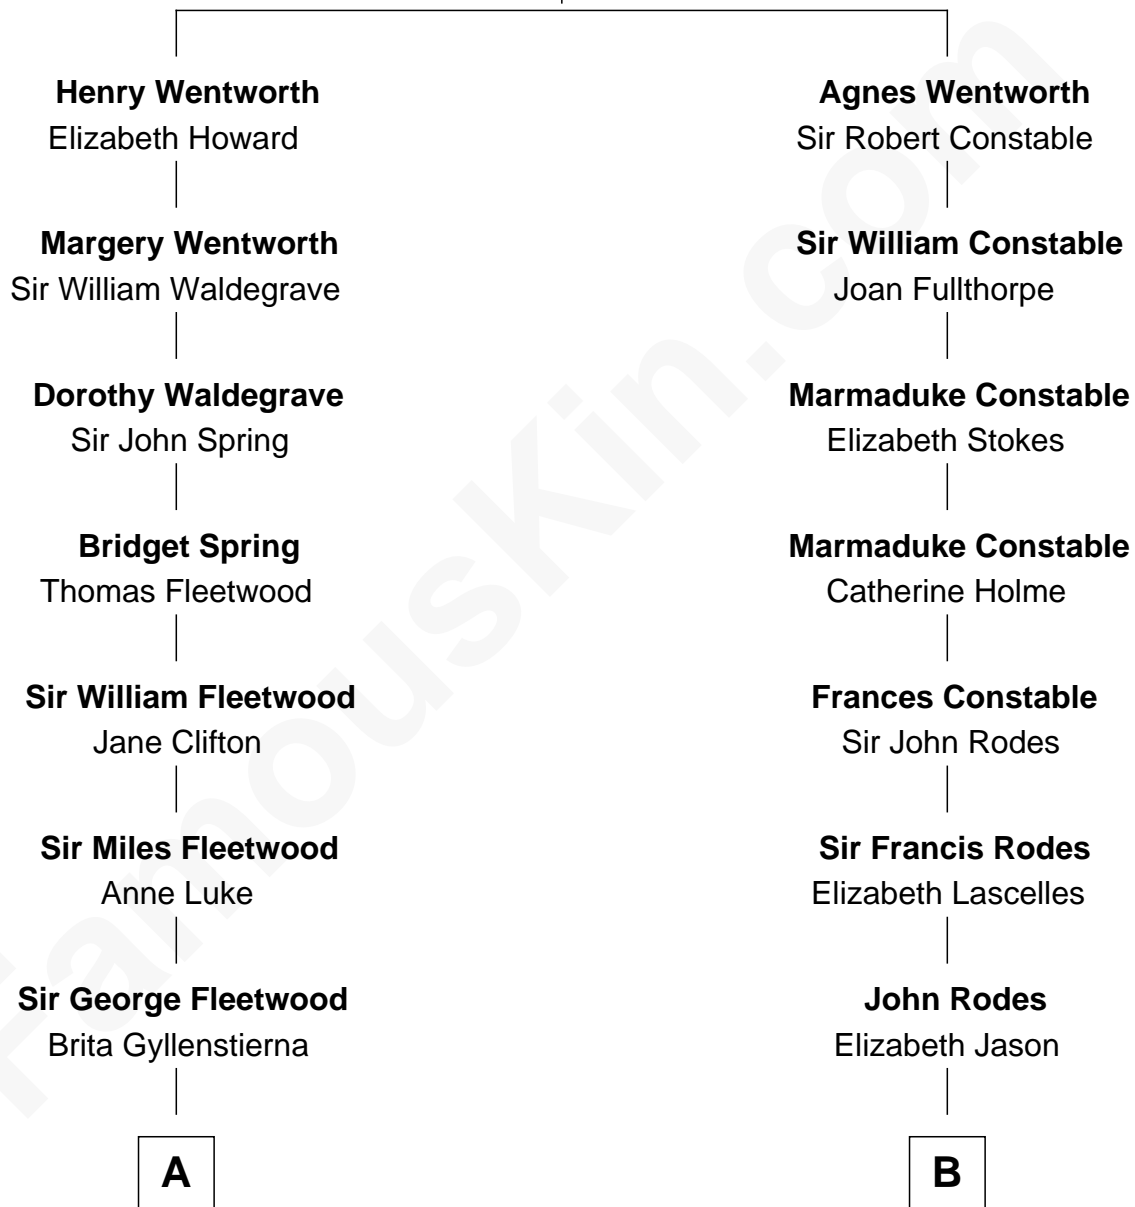 Henry Wentworth
Elizabeth Howard
Margery Wentworth
Sir William Waldegrave
Dorothy Waldegrave
Sir John Spring
Bridget Spring
Thomas Fleetwood
Sir William Fleetwood
Jane Clifton
Sir Miles Fleetwood
Anne Luke
Sir George Fleetwood
Brita Gyllenstierna
A
Agnes Wentworth
Sir Robert Constable
Sir William Constable
Joan Fullthorpe
Marmaduke Constable
Elizabeth Stokes
Marmaduke Constable
Catherine Holme
Frances Constable
Sir John Rodes
Sir Francis Rodes
Elizabeth Lascelles
John Rodes
Elizabeth Jason
B
FamousKin.com